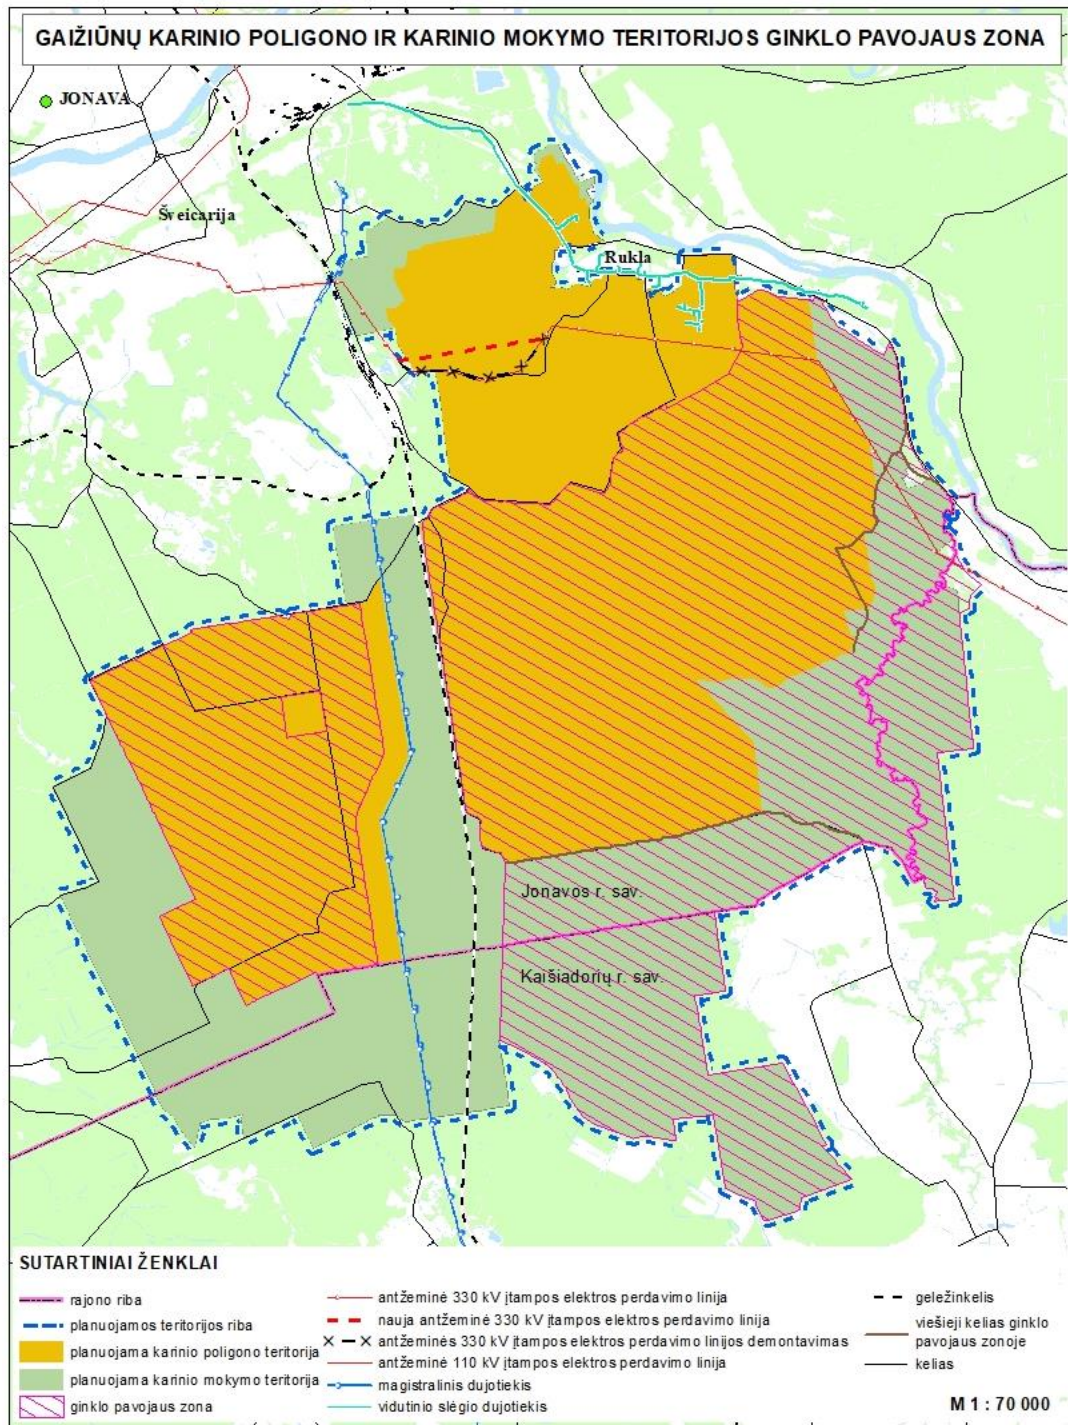 GAIŽIŪNŲ KARINIO POLIGONO IR KARINIO MOKYMO TERITORIJOS GINKLO PAVOJAUS ZONA
JONAVA
Šveicarija
Rukla
Jonavos r. sav.
Kaišiadorių r. sav.
SUTARTINIAI ŽENKLAI
rajono riba
planuojamos teritorijos riba
planuojama karinio poligono teritorija
planuojama karinio mokymo teritorija
ginklo pavojaus zona
antžeminė 330 kV įtampos elektros perdavimo linija
nauja antžeminė 330 kV įtampos elektros perdavimo linija
antžeminės 330 kV įtampos elektros perdavimo linijos demontavimas
antžeminė 110 kV įtampos elektros perdavimo linija
magistralinis dujotiekis
vidutinio slėgio dujotiekis
geležinkelis
viešieji kelias ginklo
pavojaus zonoje
kelias
M 1 : 70 000